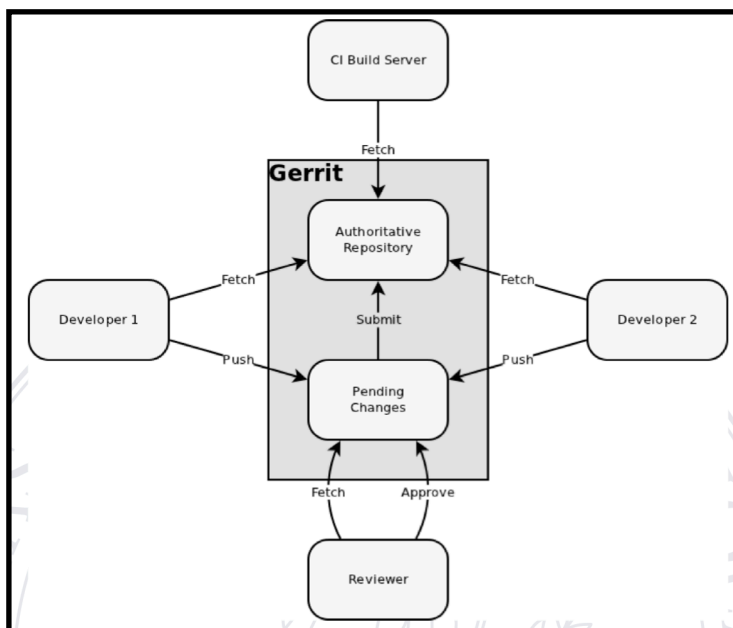 CI Build Server
Fetch
Gerrit
Authoritative
Repository
Fetch
Fetch
Developer 1
Submit
Developer 2
Push
Push
Pending
Changes
Fetch
Approve
Reviewer